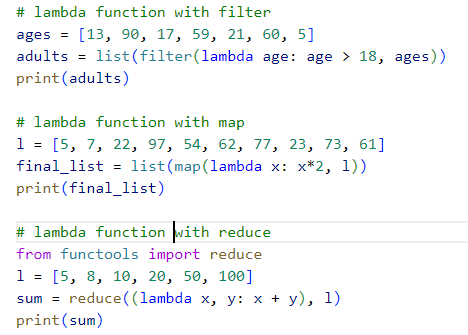 # lambda function with filter
ages = [13, 90, 17, 59, 21, 60, 5]
adults = list(filter(lambda age: age > 18, ages))
print(adults)
# lambda function with map
l = [5, 7, 22, 97, 54, 62, 77, 23, 73, 61]
final_list = list(map(lambda x: x*2, l))
print(final_list)
# lambda function with reduce
from functools import reduce
l = [5, 8, 10, 20, 50, 100]
sum = reduce((lambda x, y: x + y), l)
print(sum)